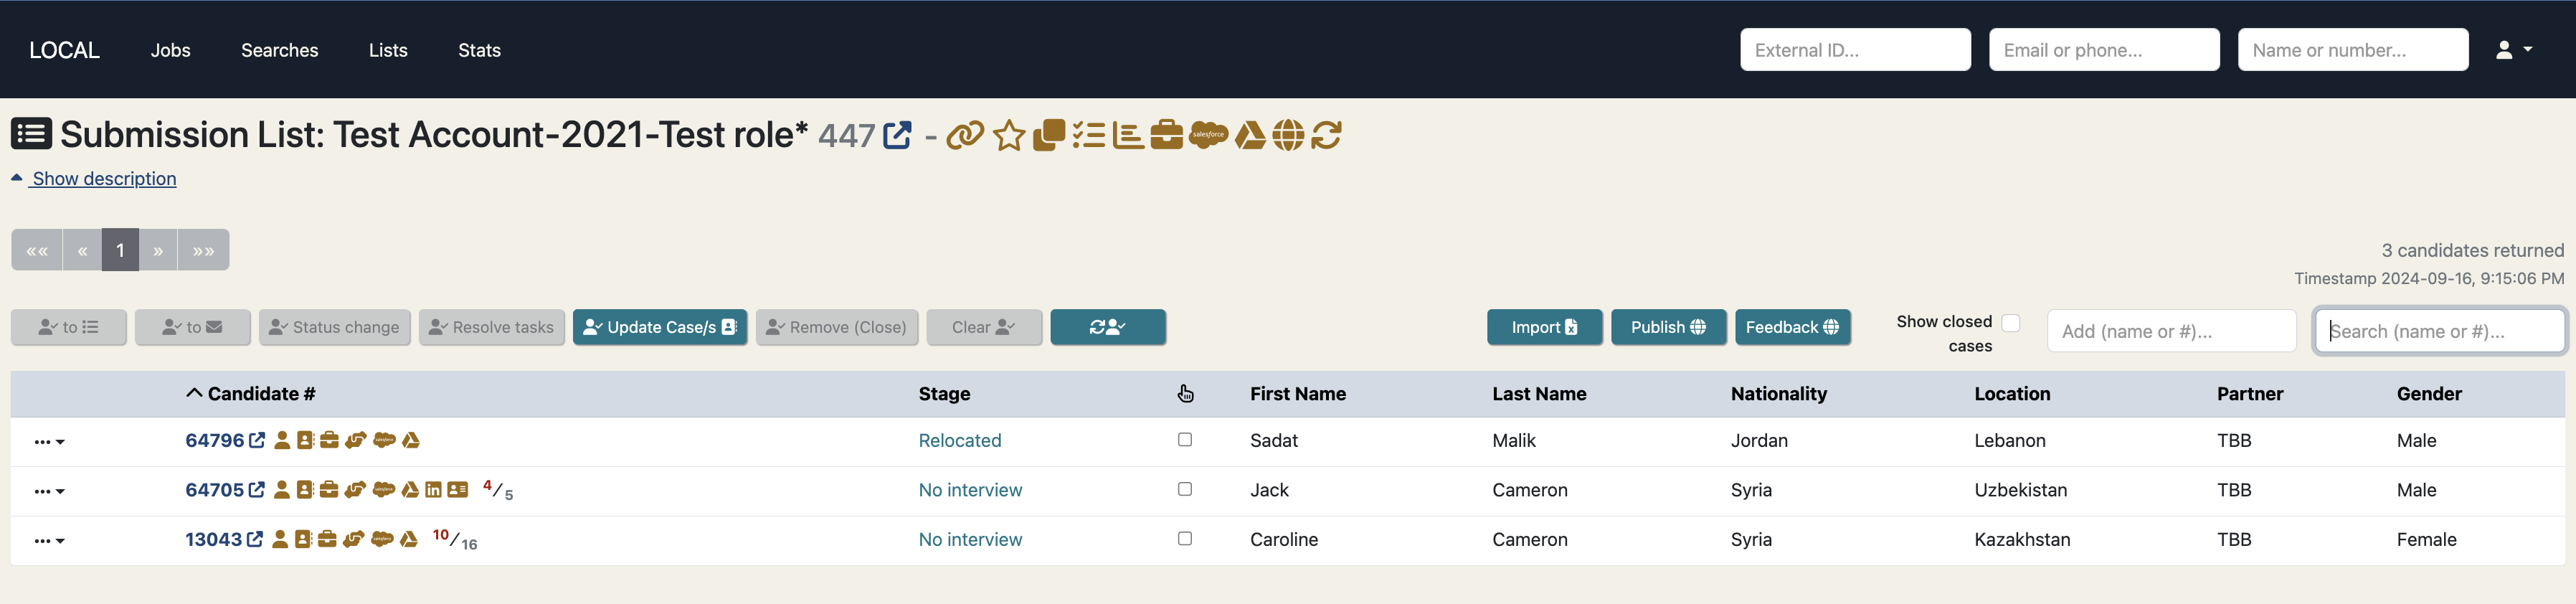 LOCAL Jobs Searches Lists Stats External ID... Email or phone... Name or number...
Submission List: Test Account-2021-Test role* 447 - salesforce
Show description
«« « 1 » »»
3 candidates returned
Timestamp 2024-09-16, 9:15:06 PM
to to Status change Resolve tasks Update Case/s Remove (Close) Clear Import Publish Feedback Show closed cases Add (name or #)... Search (name or #)...
Candidate # Stage First Name Last Name Nationality Location Partner Gender
64796 salesforce Relocated Sadat Malik Jordan Lebanon TBB Male
64705 salesforce in 4/5 No interview Jack Cameron Syria Uzbekistan TBB Male
13043 salesforce 10/16 No interview Caroline Cameron Syria Kazakhstan TBB Female